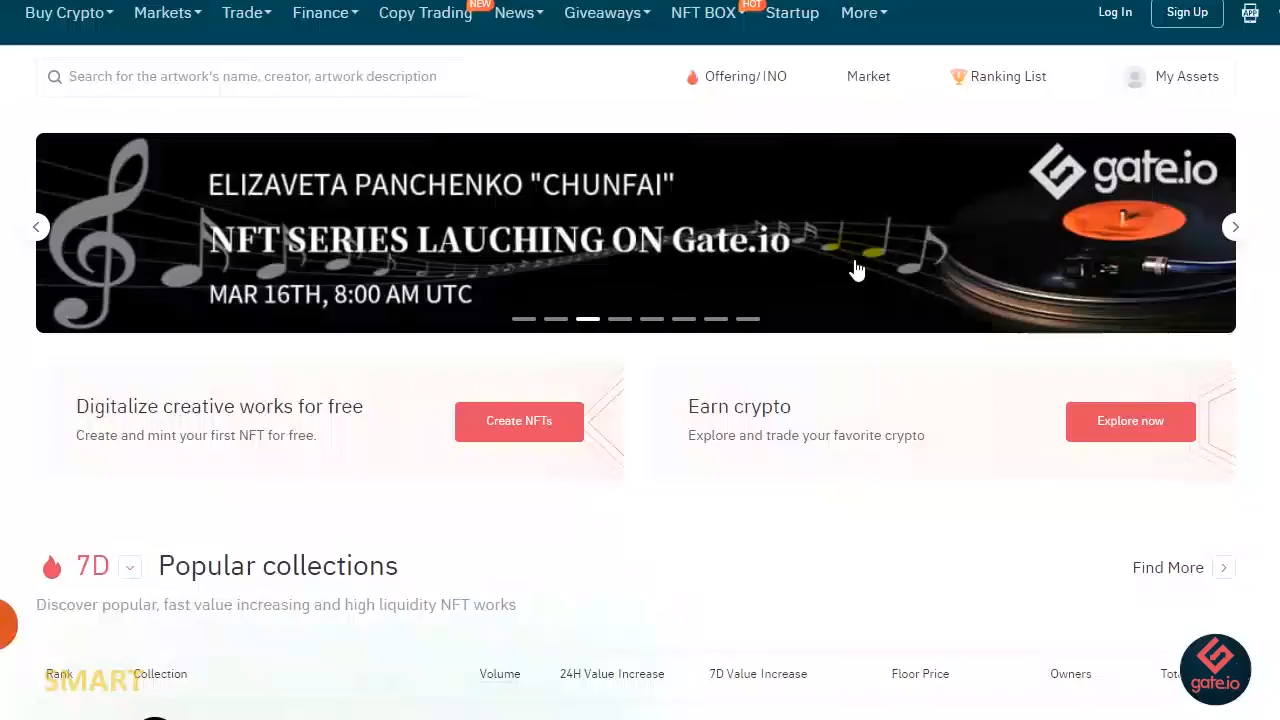 Buy Crypto Markets Trade Finance Copy Trading NEW News Giveaways NFT BOX HOT Startup More Log In Sign Up APP
Search for the artwork's name, creator, artwork description Offering/INO Market Ranking List My Assets
gate.io
ELIZAVETA PANCHENKO "CHUNFAI"
NFT SERIES LAUCHING ON Gate.io
MAR 16TH, 8:00 AM UTC
Digitalize creative works for free
Create and mint your first NFT for free.
Create NFTs
Earn crypto
Explore and trade your favorite crypto
Explore now
7D Popular collections
Find More
Discover popular, fast value increasing and high liquidity NFT works
Rank Collection Volume 24H Value Increase 7D Value Increase Floor Price Owners
SMART
gate.io